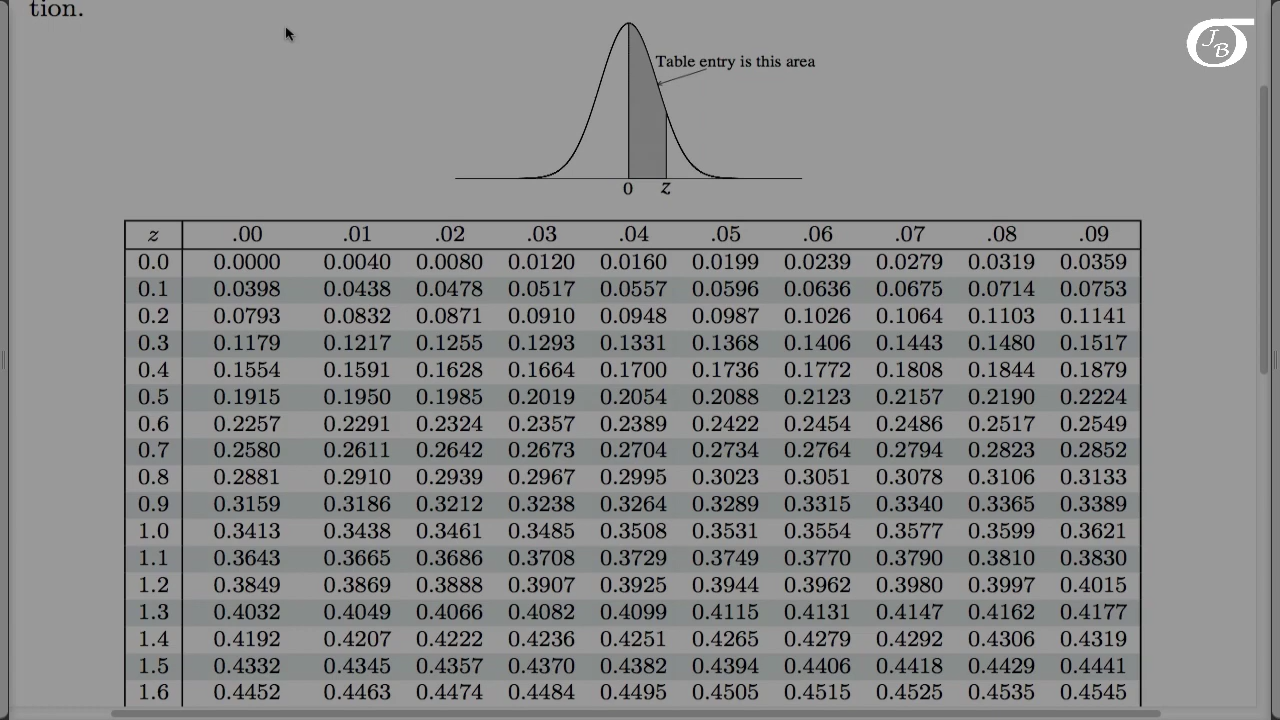 tion.
JB
Table entry is this area
0 z
z .00 .01 .02 .03 .04 .05 .06 .07 .08 .09
0.0 0.0000 0.0040 0.0080 0.0120 0.0160 0.0199 0.0239 0.0279 0.0319 0.0359
0.1 0.0398 0.0438 0.0478 0.0517 0.0557 0.0596 0.0636 0.0675 0.0714 0.0753
0.2 0.0793 0.0832 0.0871 0.0910 0.0948 0.0987 0.1026 0.1064 0.1103 0.1141
0.3 0.1179 0.1217 0.1255 0.1293 0.1331 0.1368 0.1406 0.1443 0.1480 0.1517
0.4 0.1554 0.1591 0.1628 0.1664 0.1700 0.1736 0.1772 0.1808 0.1844 0.1879
0.5 0.1915 0.1950 0.1985 0.2019 0.2054 0.2088 0.2123 0.2157 0.2190 0.2224
0.6 0.2257 0.2291 0.2324 0.2357 0.2389 0.2422 0.2454 0.2486 0.2517 0.2549
0.7 0.2580 0.2611 0.2642 0.2673 0.2704 0.2734 0.2764 0.2794 0.2823 0.2852
0.8 0.2881 0.2910 0.2939 0.2967 0.2995 0.3023 0.3051 0.3078 0.3106 0.3133
0.9 0.3159 0.3186 0.3212 0.3238 0.3264 0.3289 0.3315 0.3340 0.3365 0.3389
1.0 0.3413 0.3438 0.3461 0.3485 0.3508 0.3531 0.3554 0.3577 0.3599 0.3621
1.1 0.3643 0.3665 0.3686 0.3708 0.3729 0.3749 0.3770 0.3790 0.3810 0.3830
1.2 0.3849 0.3869 0.3888 0.3907 0.3925 0.3944 0.3962 0.3980 0.3997 0.4015
1.3 0.4032 0.4049 0.4066 0.4082 0.4099 0.4115 0.4131 0.4147 0.4162 0.4177
1.4 0.4192 0.4207 0.4222 0.4236 0.4251 0.4265 0.4279 0.4292 0.4306 0.4319
1.5 0.4332 0.4345 0.4357 0.4370 0.4382 0.4394 0.4406 0.4418 0.4429 0.4441
1.6 0.4452 0.4463 0.4474 0.4484 0.4495 0.4505 0.4515 0.4525 0.4535 0.4545